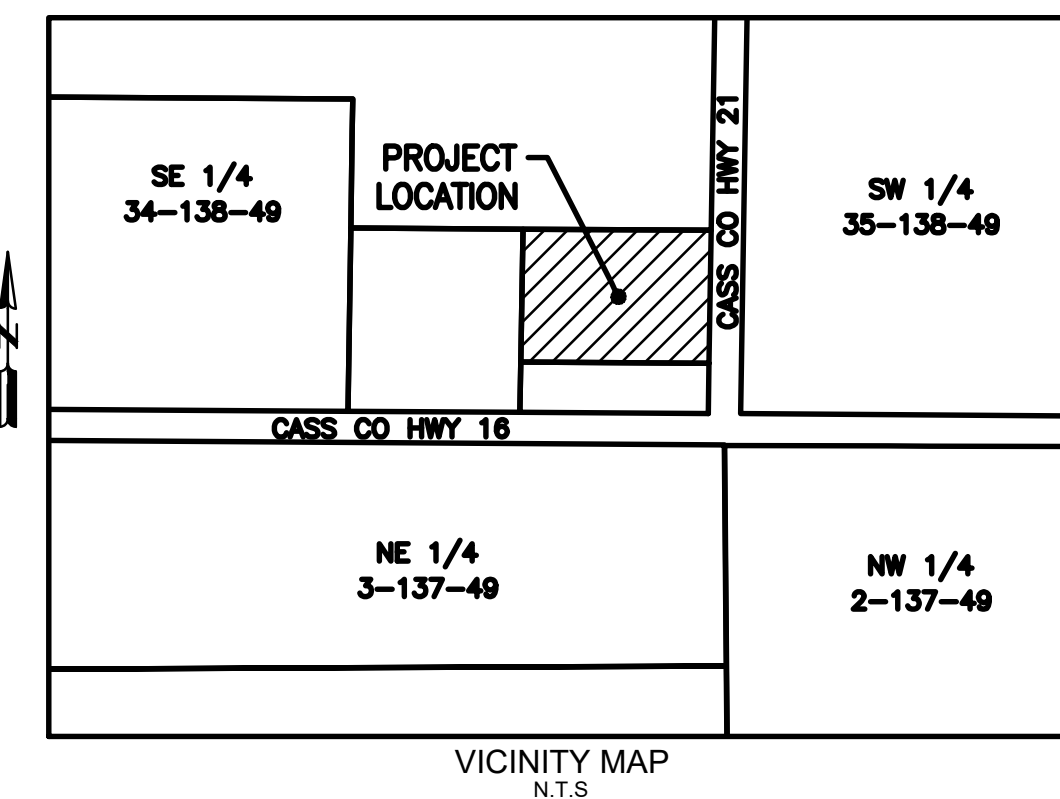 SE 1/4
34-138-49
PROJECT
LOCATION
CASS CO HWY 21
SW 1/4
35-138-49
N
CASS CO HWY 16
NE 1/4
3-137-49
NW 1/4
2-137-49
VICINITY MAP
N.T.S